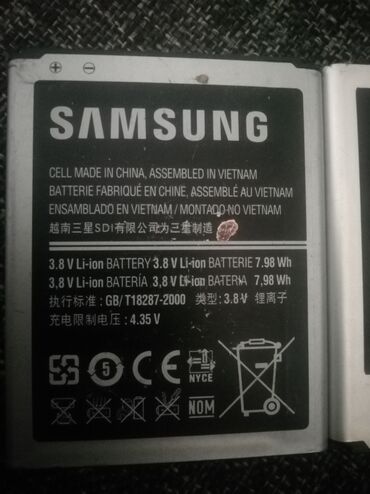 + -
SAMSUNG
CELL MADE IN CHINA, ASSEMBLED IN VIETNAM
BATTERIE FABRIQUÉ EN CHINE, ASSEMBLÉ AU VIETNAM
ENSAMBLADO EN VIETNAM / MONTADO NO VIETNAM
越南三星SDI有限公司为三星制造
3.8 V Li-ion BATTERY 3.8 V Li-ion BATTERIE 7.98 Wh
3,8 V Li-ion BATERÍA 3,8 V Li-ion BATERIA 7,98 Wh
执行标准 : GB/T18287-2000 类型: 3.8 V 锂离子
充电限制电压 : 4.35 V
5 CE NYCE
NOM